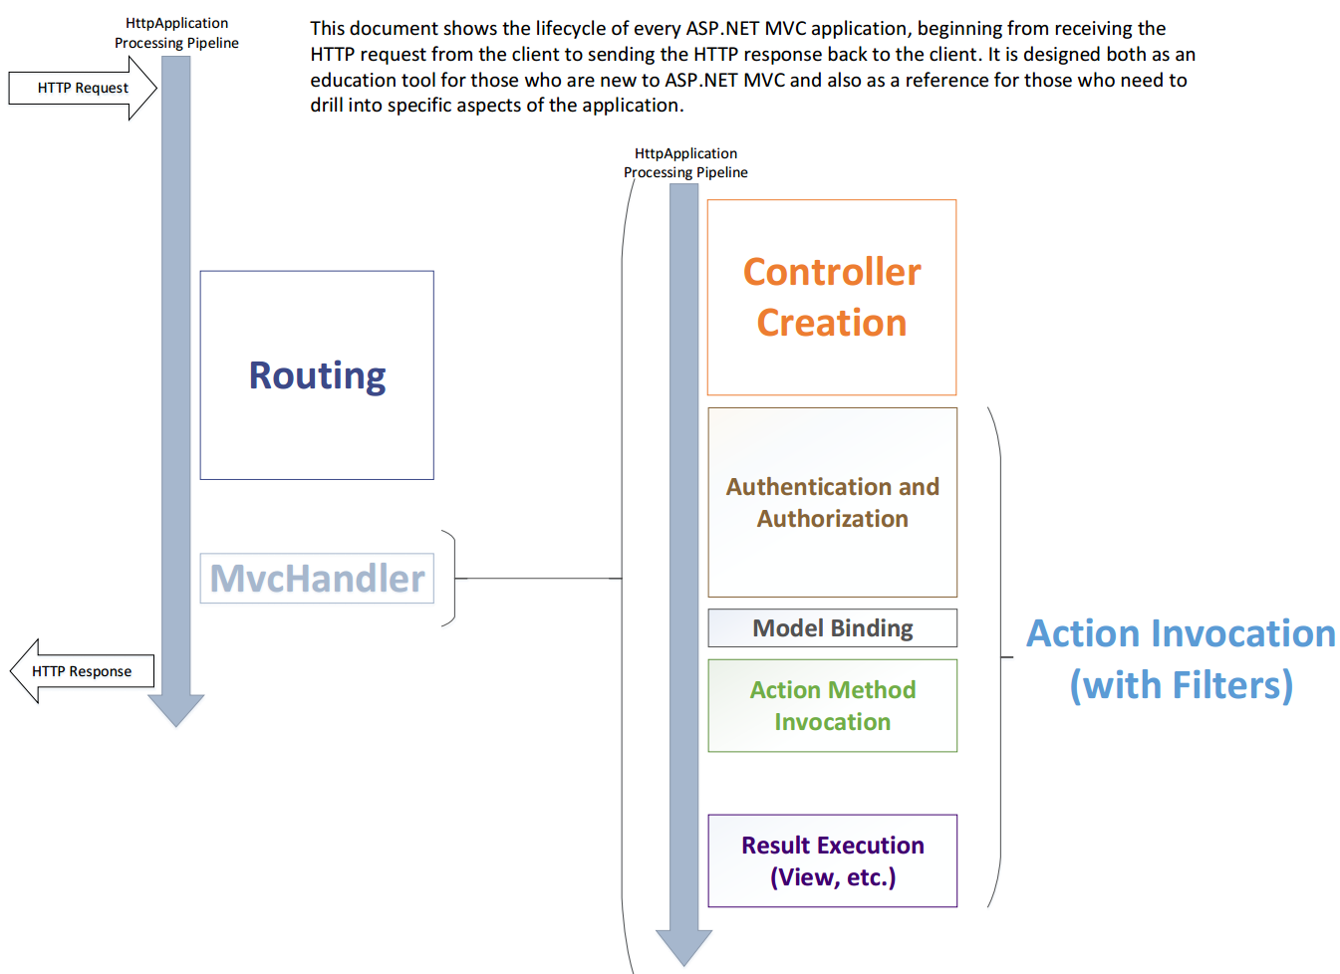 HttpApplication
Processing Pipeline
This document shows the lifecycle of every ASP.NET MVC application, beginning from receiving the
HTTP request from the client to sending the HTTP response back to the client. It is designed both as an
education tool for those who are new to ASP.NET MVC and also as a reference for those who need to
drill into specific aspects of the application.
HTTP Request
HttpApplication
Processing Pipeline
Controller
Creation
Routing
Authentication and
Authorization
MvcHandler
Model Binding
Action Invocation
(with Filters)
HTTP Response
Action Method
Invocation
Result Execution
(View, etc.)